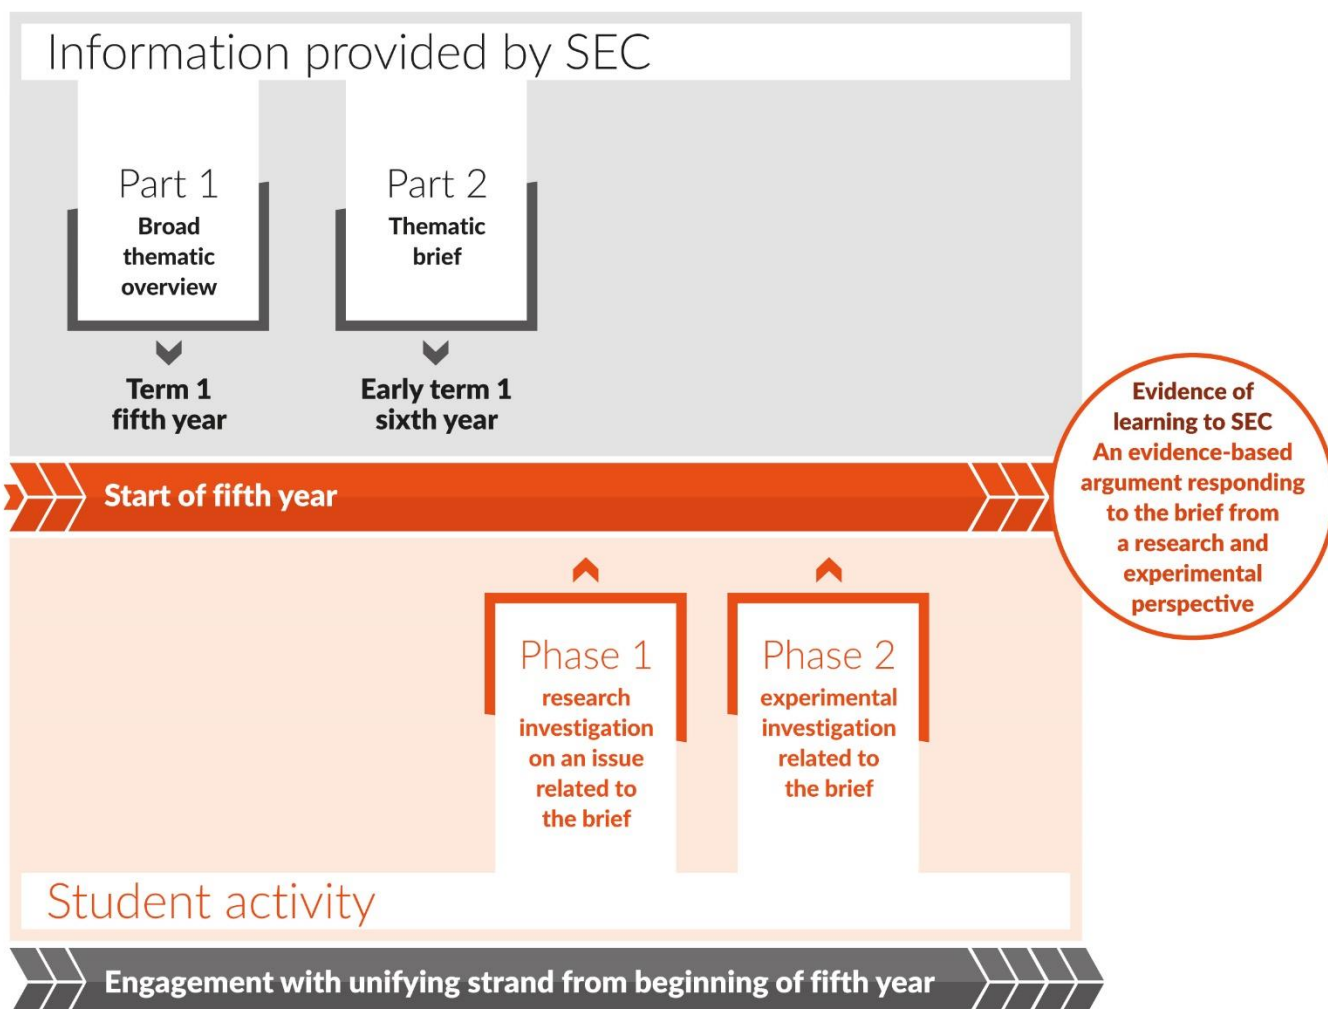 Information provided by SEC
Part 1
Broad
thematic
overview
Term 1
fifth year
Part 2
Thematic
brief
Early term 1
sixth year
Start of fifth year
Evidence of
learning to SEC
An evidence-based
argument responding
to the brief from
a research and
experimental
perspective
Phase 1
research
investigation
on an issue
related to
the brief
Phase 2
experimental
investigation
related to
the brief
Student activity
Engagement with unifying strand from beginning of fifth year